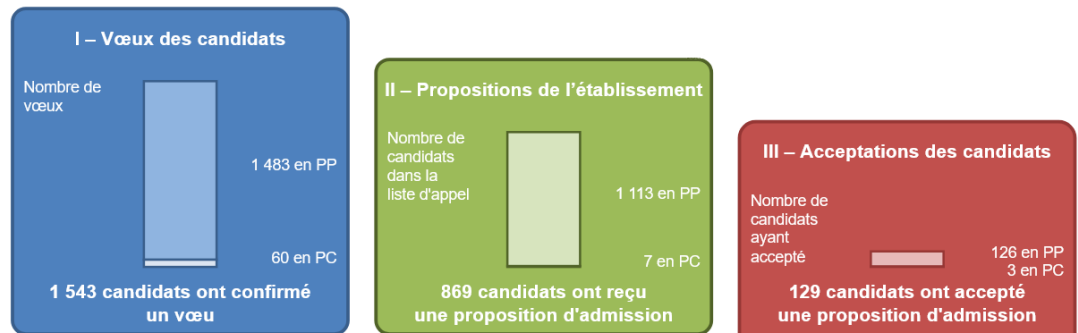 I – Vœux des candidats
Nombre de
vœux
1 483 en PP
60 en PC
1 543 candidats ont confirmé
un vœu
II – Propositions de l'établissement
Nombre de
candidats
dans la
liste d'appel
1 113 en PP
7 en PC
869 candidats ont reçu
une proposition d'admission
III – Acceptations des candidats
Nombre de
candidats
ayant
accepté
126 en PP
3 en PC
129 candidats ont accepté
une proposition d'admission